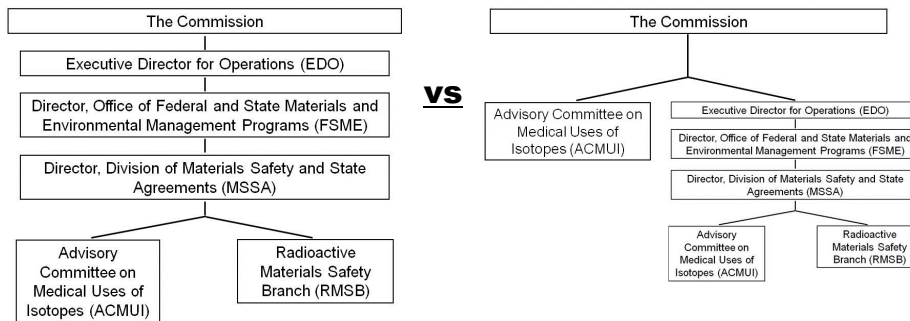 The Commission
Executive Director for Operations (EDO)
Director, Office of Federal and State Materials and
Environmental Management Programs (FSME)
Director, Division of Materials Safety and State
Agreements (MSSA)
Advisory
Committee on
Medical Uses of
Isotopes (ACMUI)
Radioactive
Materials Safety
Branch (RMSB)
vs
The Commission
Advisory Committee on
Medical Uses of
Isotopes (ACMUI)
Executive Director for Operations (EDO)
Director, Office of Federal and State Materials and
Environmental Management Programs (FSME)
Director, Division of Materials Safety and State
Agreements (MSSA)
Advisory
Committee on
Medical Uses of
Isotopes (ACMUI)
Radioactive
Materials Safety
Branch (RMSB)